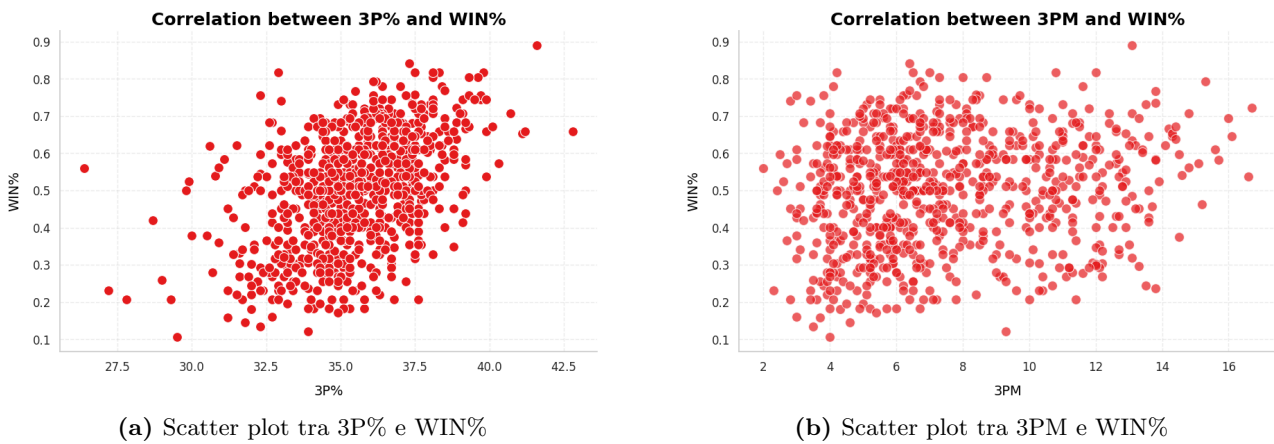 Correlation between 3P% and WIN%
0.9
0.8
0.7
0.6
0.5
0.4
0.3
0.2
0.1
WIN%
27.5 30.0 32.5 35.0 37.5 40.0 42.5
3P%
(a) Scatter plot tra 3P% e WIN%
Correlation between 3PM and WIN%
0.9
0.8
0.7
0.6
0.5
0.4
0.3
0.2
0.1
WIN%
2 4 6 8 10 12 14 16
3PM
(b) Scatter plot tra 3PM e WIN%